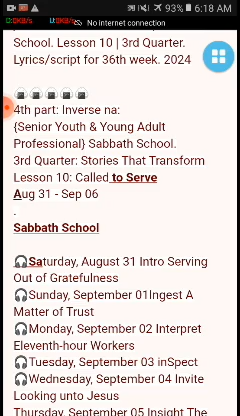 0.0KB/s U:0KB/s No internet connection 93% 6:18 AM
School. Lesson 10 | 3rd Quarter.
Lyrics/script for 36th week. 2024
4th part: Inverse na:
{Senior Youth & Young Adult
Professional} Sabbath School.
3rd Quarter: Stories That Transform
Lesson 10: Called to Serve
Aug 31 - Sep 06
.
Sabbath School
🎧Saturday, August 31 Intro Serving
Out of Gratefulness
🎧Sunday, September 01Ingest A
Matter of Trust
🎧Monday, September 02 Interpret
Eleventh-hour Workers
🎧Tuesday, September 03 inSpect
🎧Wednesday, September 04 Invite
Looking unto Jesus
Thursday, September 05 Insight The